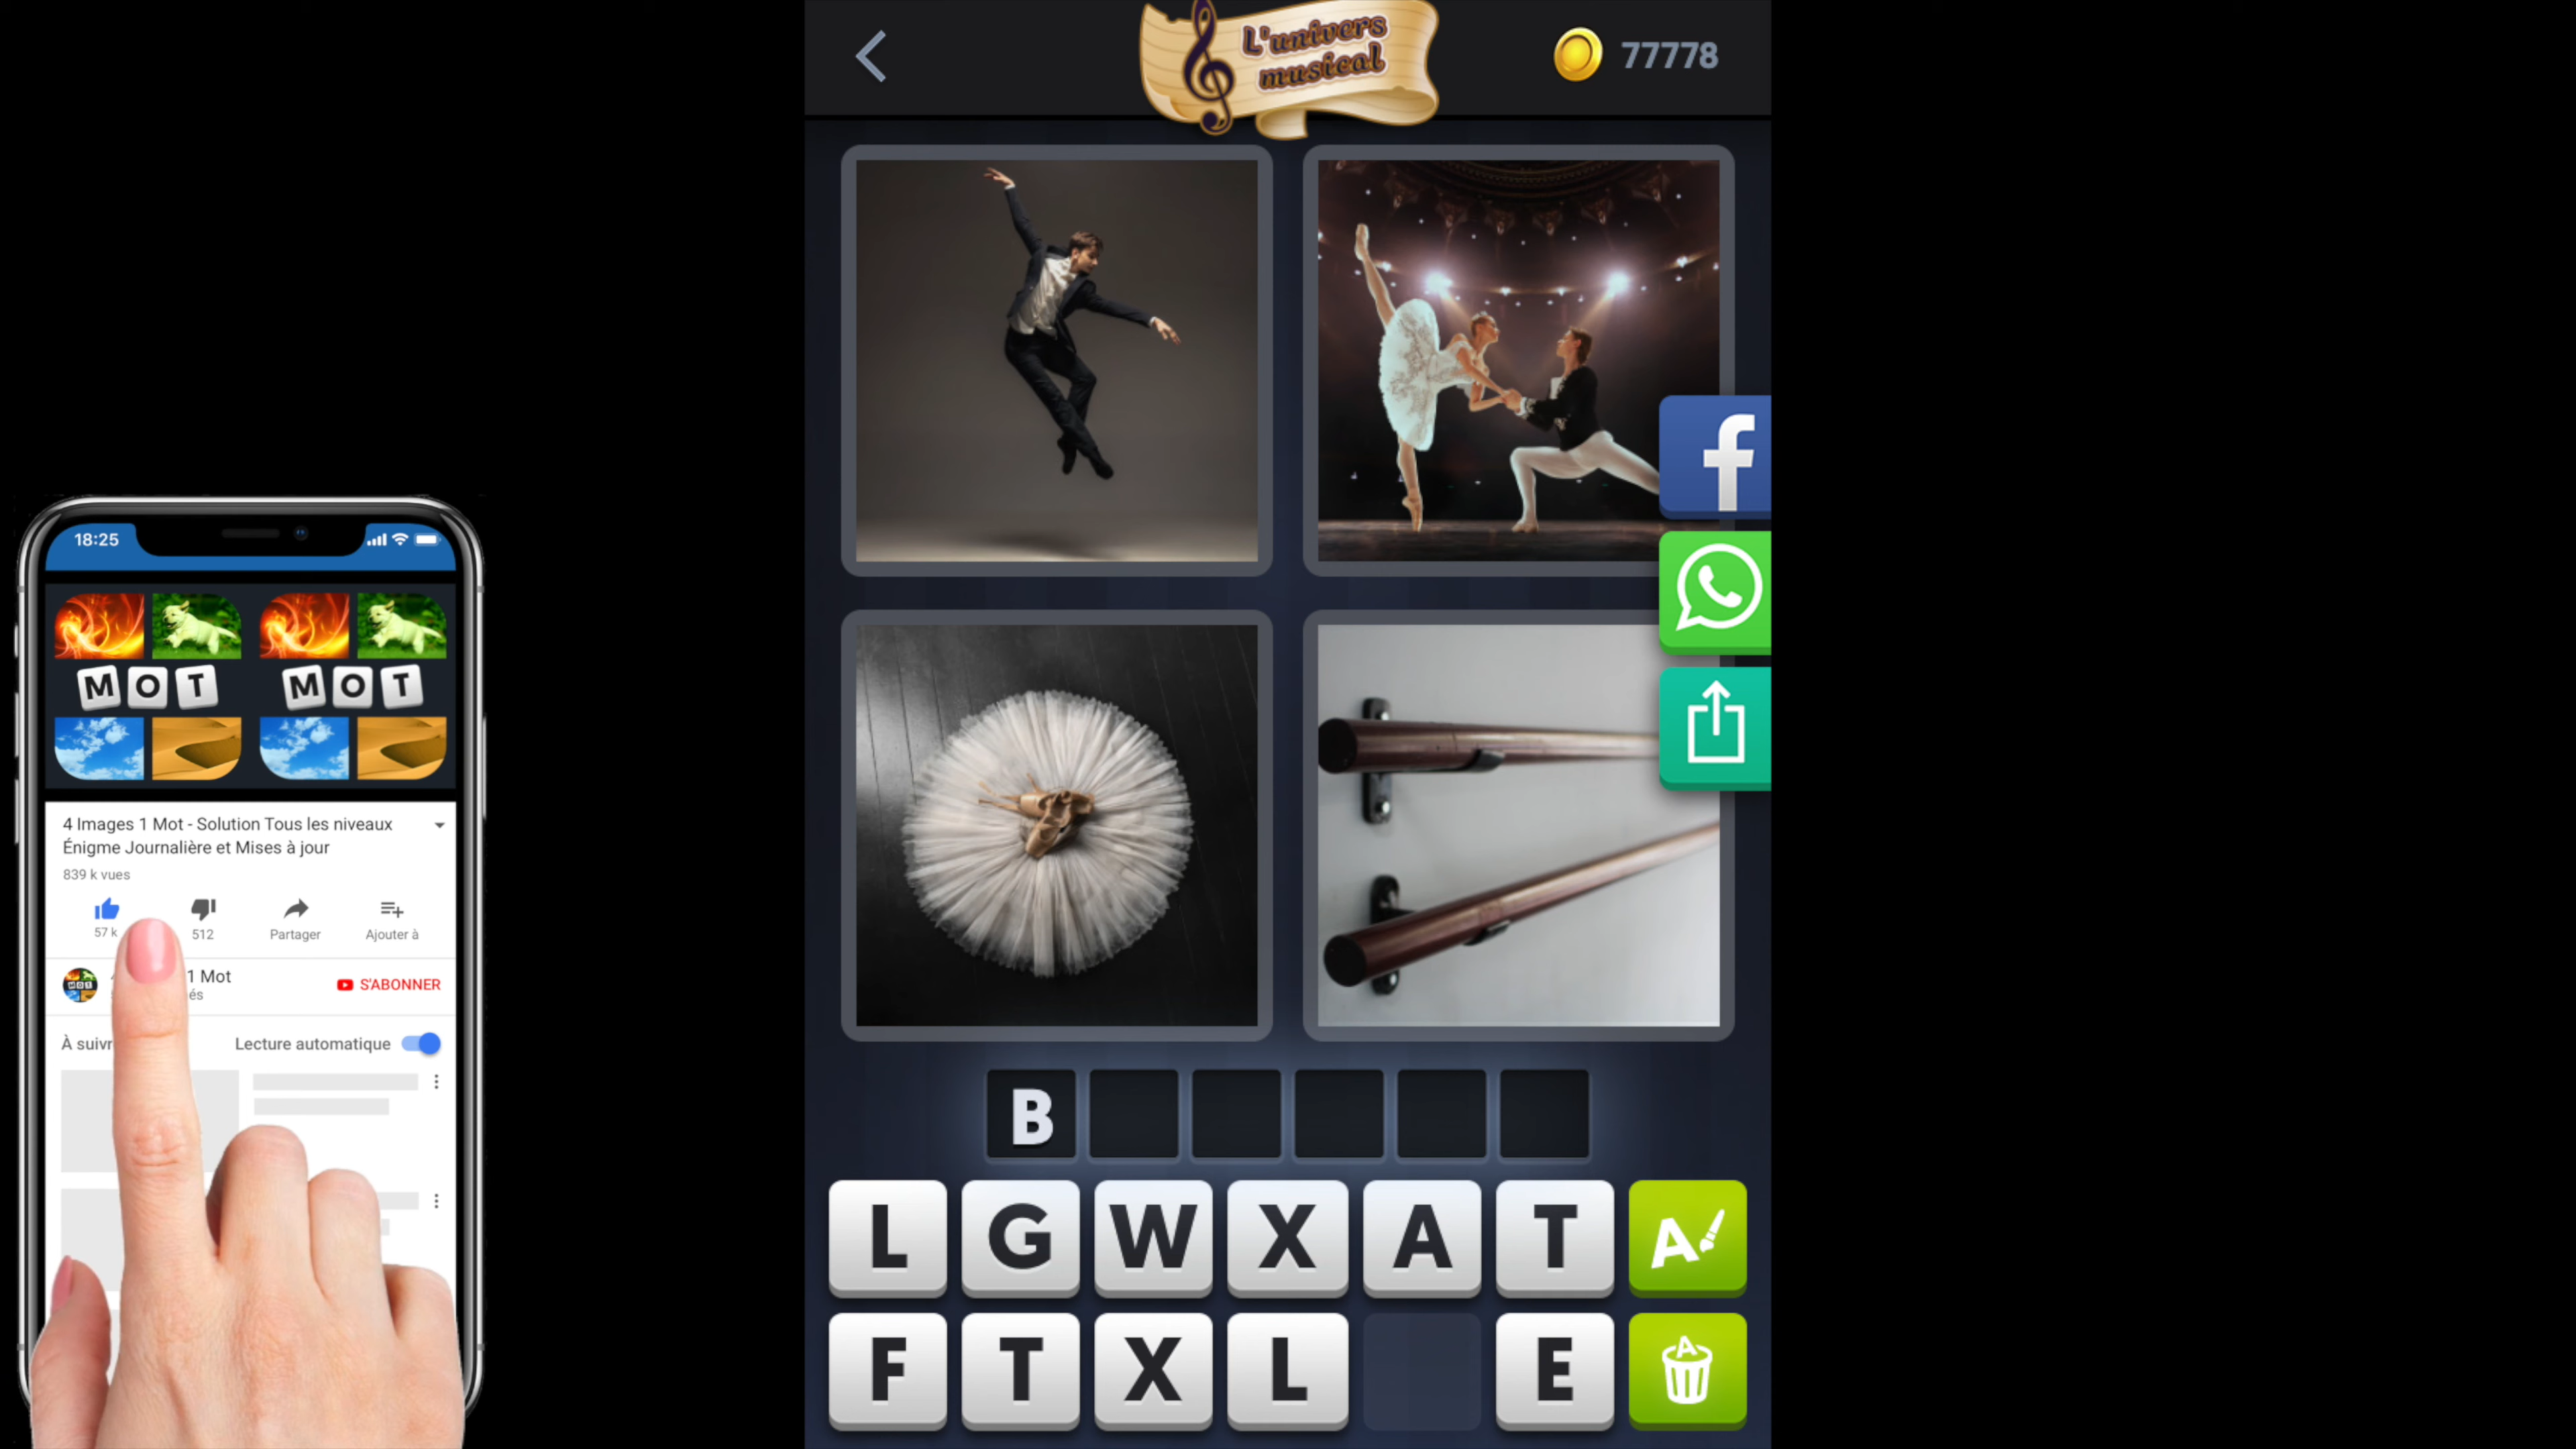 18:25
MOT MOT
4 Images 1 Mot - Solution Tous les niveaux
Énigme Journalière et Mises à jour
839 k vues
57 k
512
Partager
Ajouter à
1 Mot
S'ABONNER
Lecture automatique
L'univers
musical
77778
B
L G W X A T
F T X L E